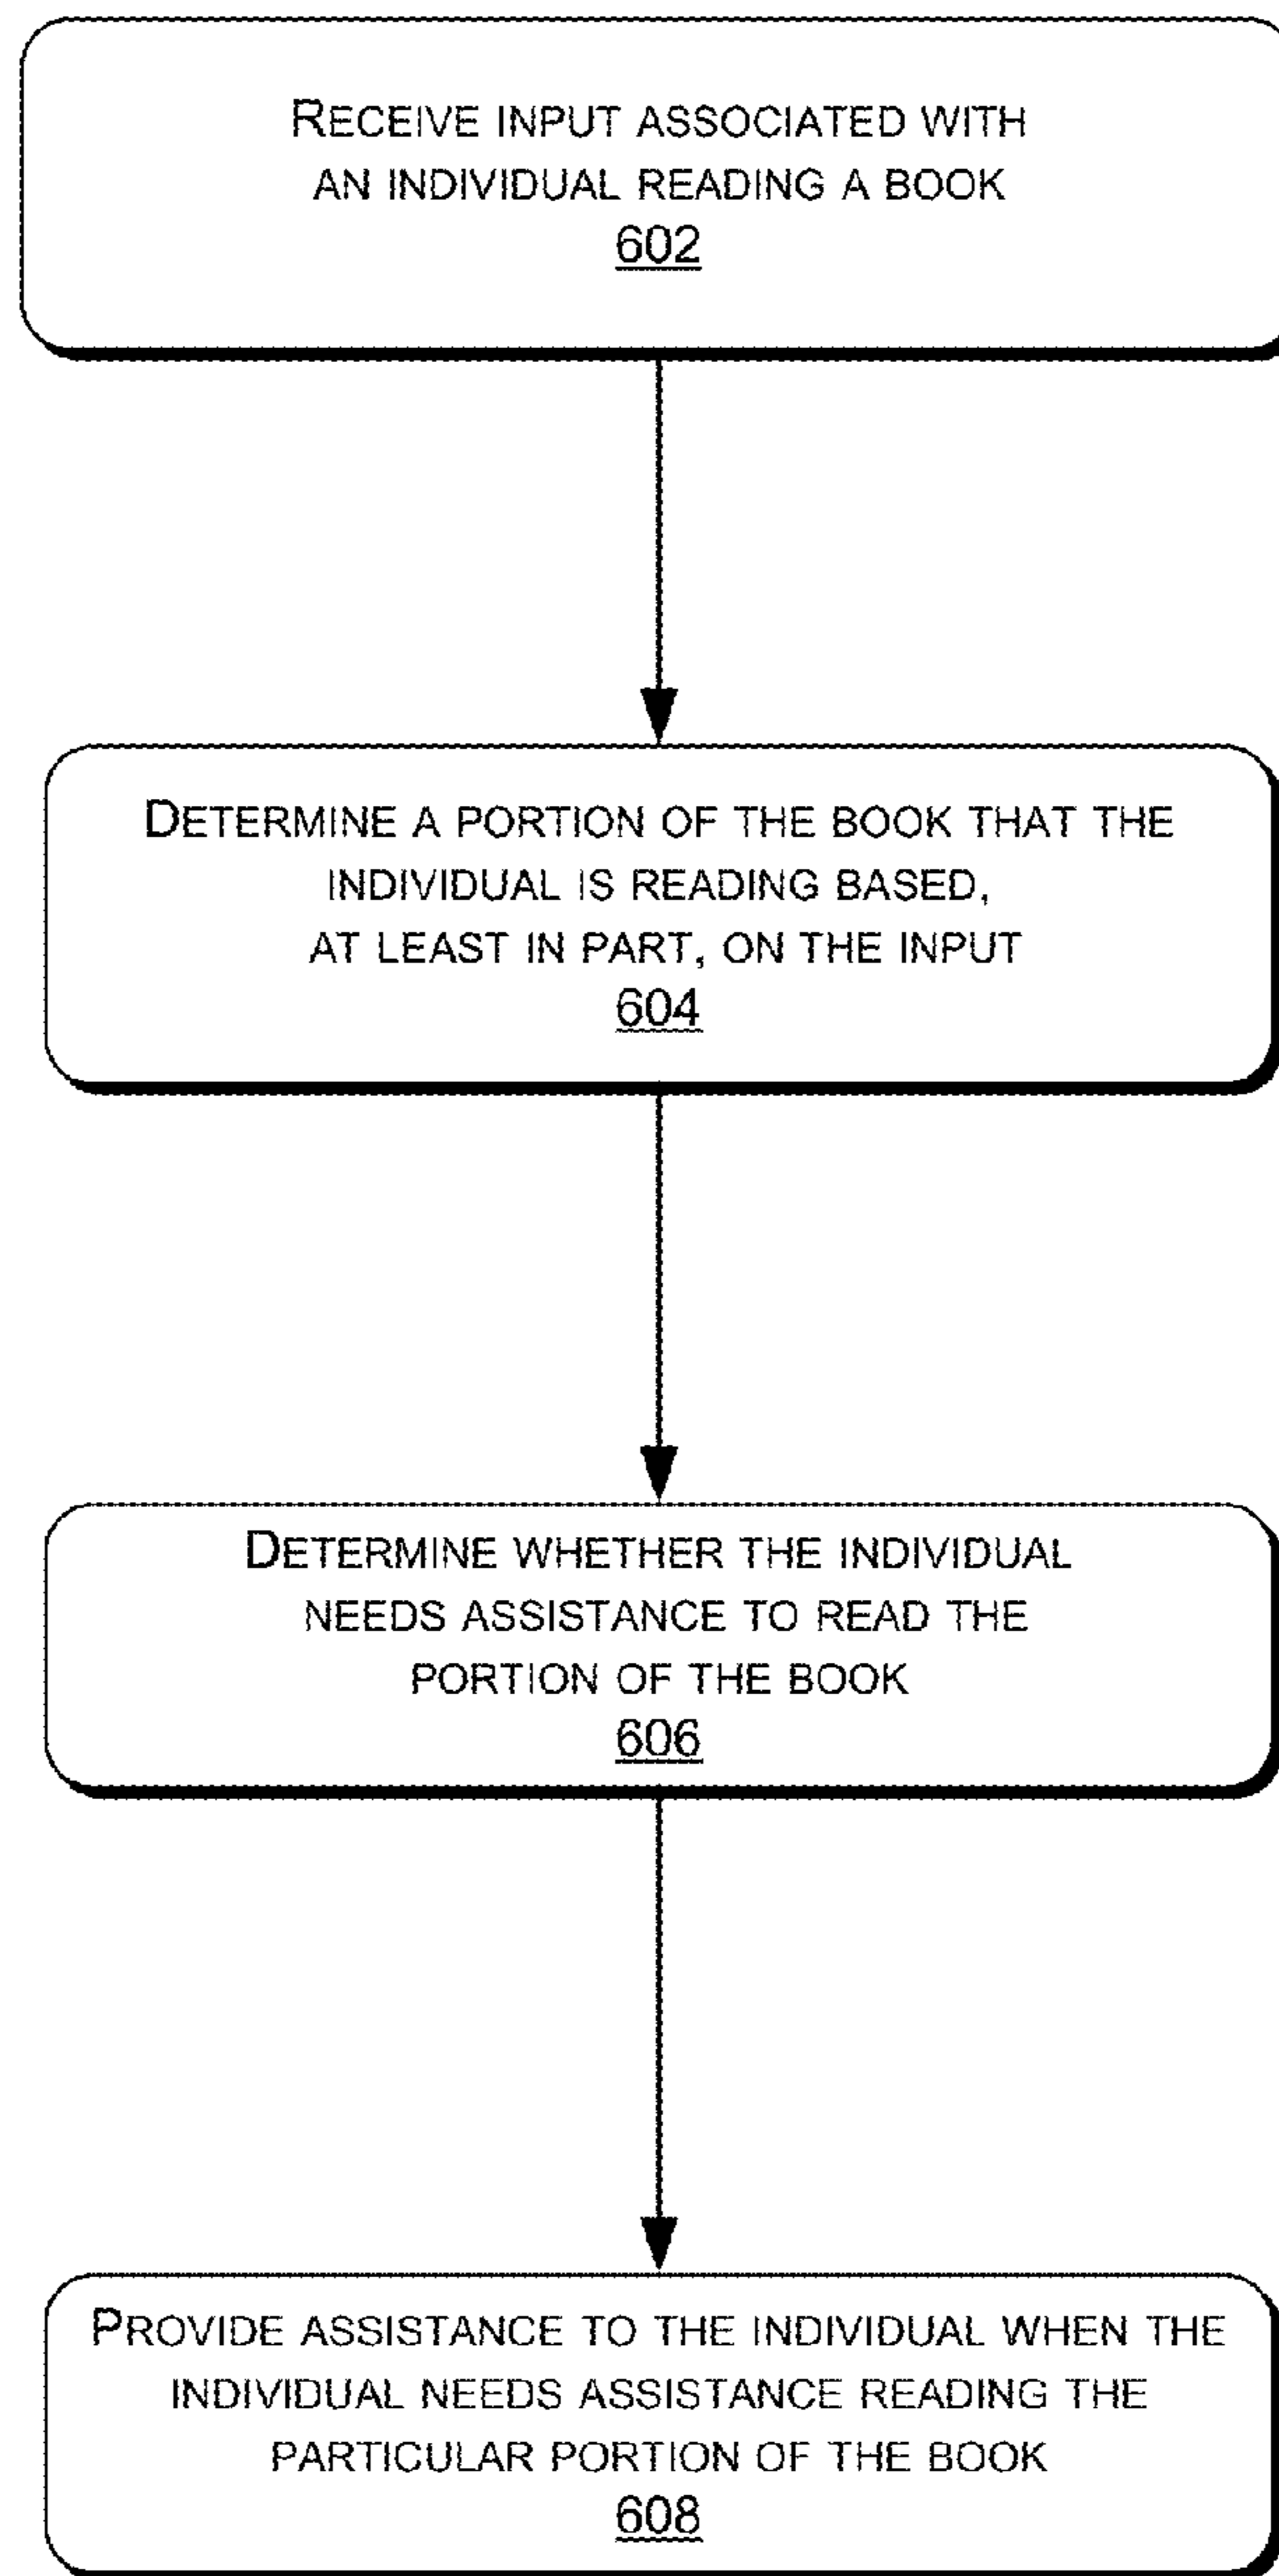 RECEIVE INPUT ASSOCIATED WITH
AN INDIVIDUAL READING A BOOK
602
DETERMINE A PORTION OF THE BOOK THAT THE
INDIVIDUAL IS READING BASED,
AT LEAST IN PART, ON THE INPUT
604
DETERMINE WHETHER THE INDIVIDUAL
NEEDS ASSISTANCE TO READ THE
PORTION OF THE BOOK
606
PROVIDE ASSISTANCE TO THE INDIVIDUAL WHEN THE
INDIVIDUAL NEEDS ASSISTANCE READING THE
PARTICULAR PORTION OF THE BOOK
608